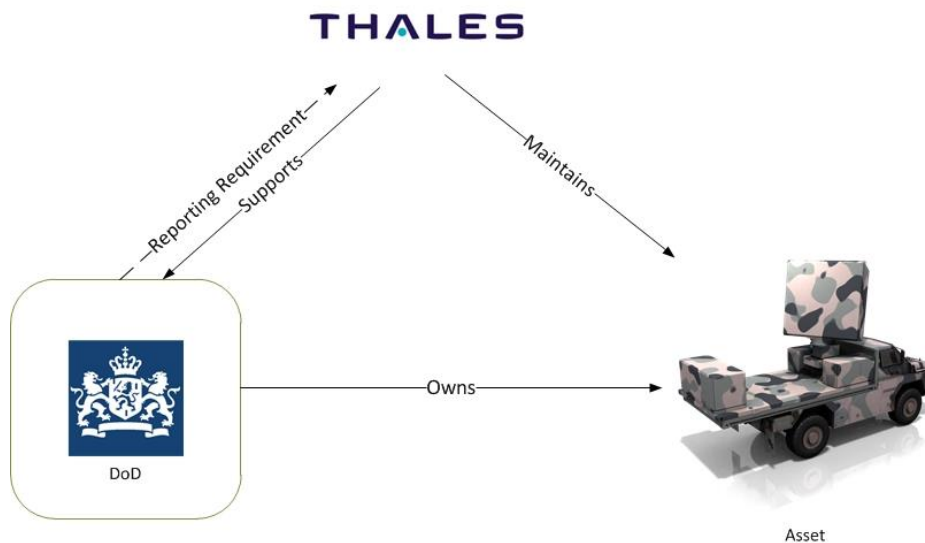 THALES
Reporting Requirement
Supports
Maintains
Owns
DoD
Asset